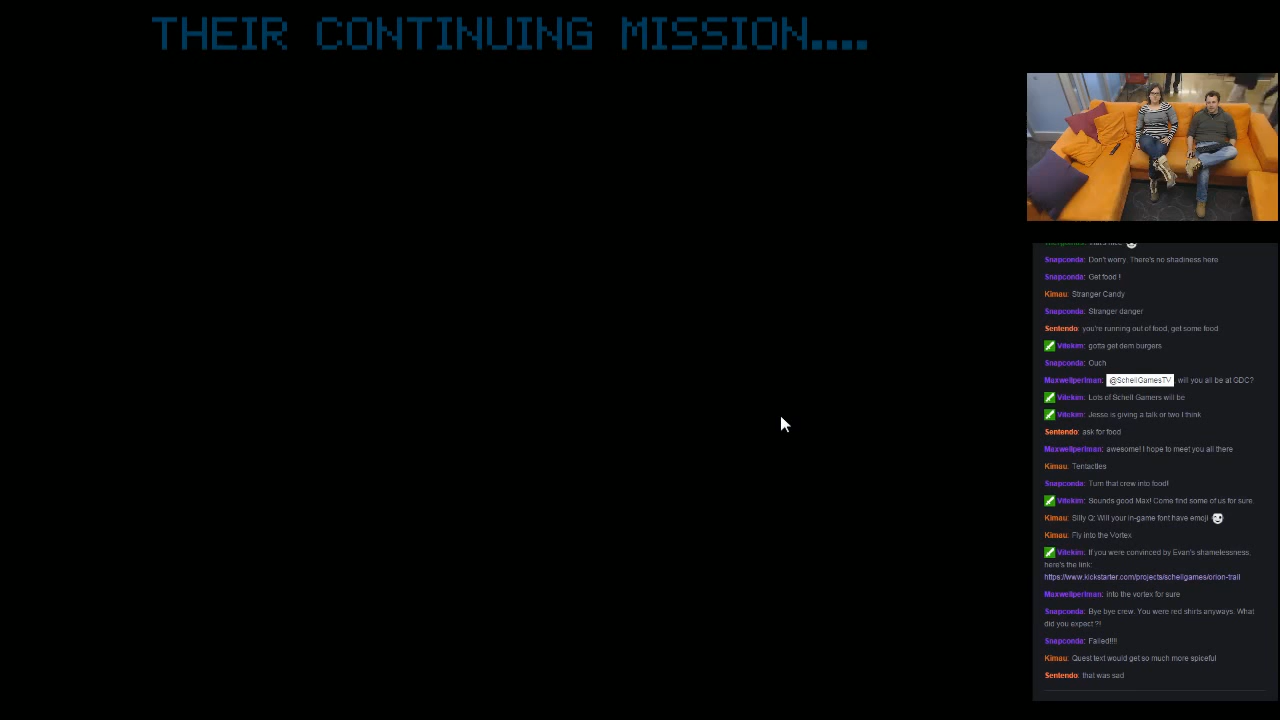 THEIR CONTINUING MISSION....
Snapconda: Don't worry. There's no shadiness here
Snapconda: Get food !
Kimau: Stranger Candy
Snapconda: Stranger danger
Sentendo: you're running out of food, get some food
Vitekim: gotta get dem burgers
Snapconda: Ouch
Maxwellperlman: @SchellGamesTV will you all be at GDC?
Vitekim: Lots of Schell Gamers will be
Vitekim: Jesse is giving a talk or two I think
Sentendo: ask for food
Maxwellperlman: awesome! I hope to meet you all there
Kimau: Tentactles
Snapconda: Turn that crew into food!
Vitekim: Sounds good Max! Come find some of us for sure.
Kimau: Silly Q: Will your in-game font have emoji
Kimau: Fly into the Vortex
Vitekim: If you were convinced by Evan's shamelessness,
here's the link:
https://www.kickstarter.com/projects/schellgames/orion-trail
Maxwellperlman: into the vortex for sure
Snapconda: Bye bye crew. You were red shirts anyways. What
did you expect ?!
Snapconda: Failed!!!!
Kimau: Quest text would get so much more spiceful
Sentendo: that was sad